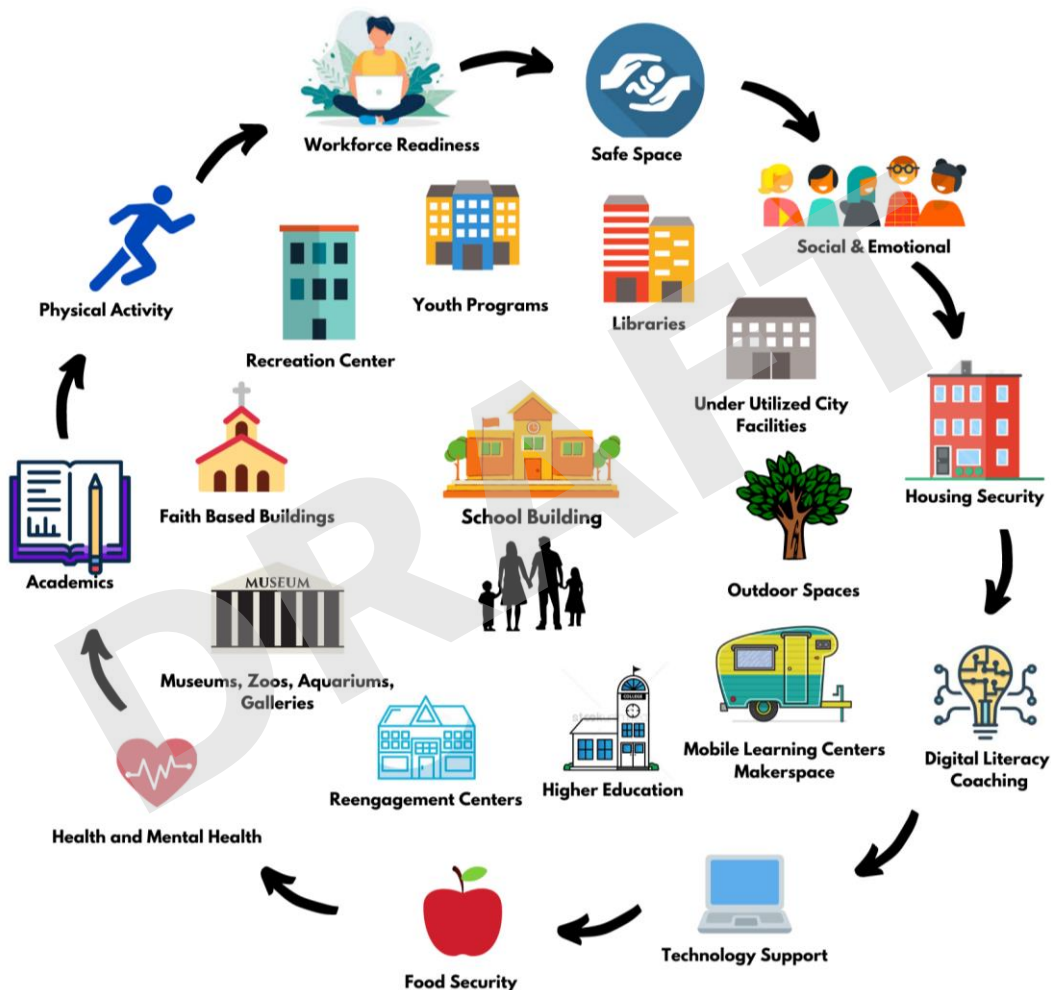 Workforce Readiness
Safe Space
Social & Emotional
Physical Activity
Youth Programs
Libraries
Recreation Center
Under Utilized City
Facilities
Housing Security
Faith Based Buildings
School Building
Academics
MUSEUM
Outdoor Spaces
Museums, Zoos, Aquariums,
Galleries
COLLEGE
Reengagement Centers
Higher Education
Mobile Learning Centers
Makerspace
Digital Literacy
Coaching
Health and Mental Health
Technology Support
Food Security
DRAFT